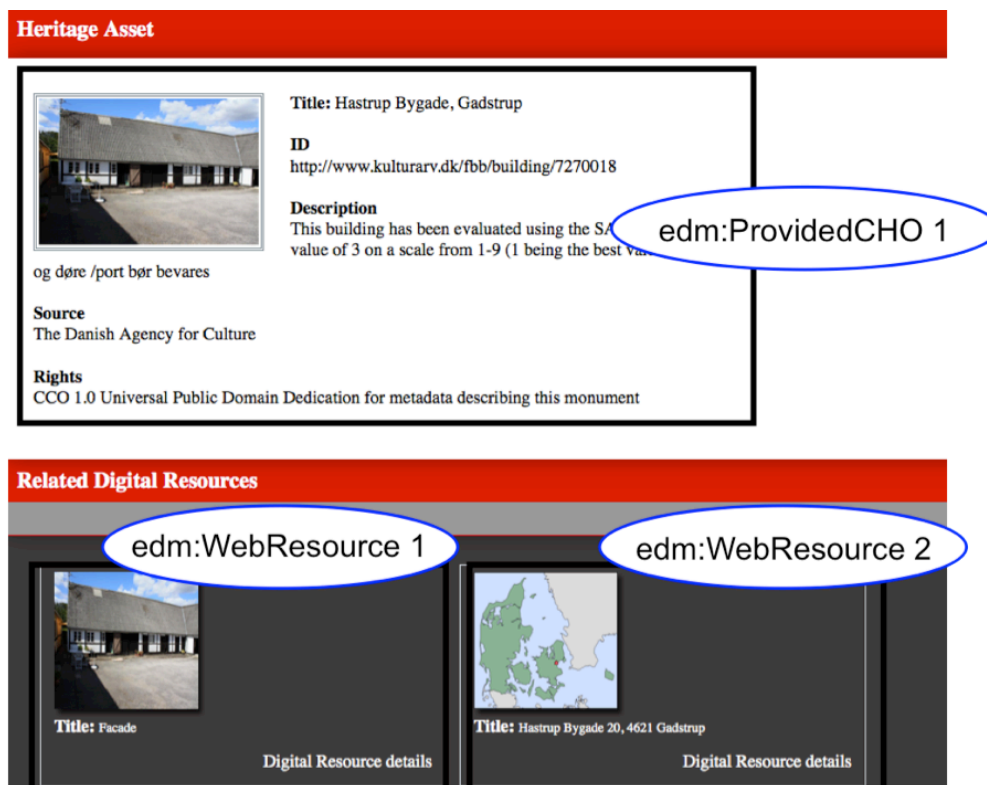 Heritage Asset
Title: Hastrup Bygade, Gadstrup
ID
http://www.kulturarv.dk/fbb/building/7270018
Description
This building has been evaluated using the
edm:ProvidedCHO 1
value of 3 on a scale from 1-9 (1 being the best
og døre /port bør bevares
Source
The Danish Agency for Culture
Rights
CCO 1.0 Universal Public Domain Dedication for metadata describing this monument
Related Digital Resources
edm:WebResource 1
edm:WebResource 2
Title: Facade
Title: Hastrup Bygade 20, 4621 Gadstrup
Digital Resource details
Digital Resource details